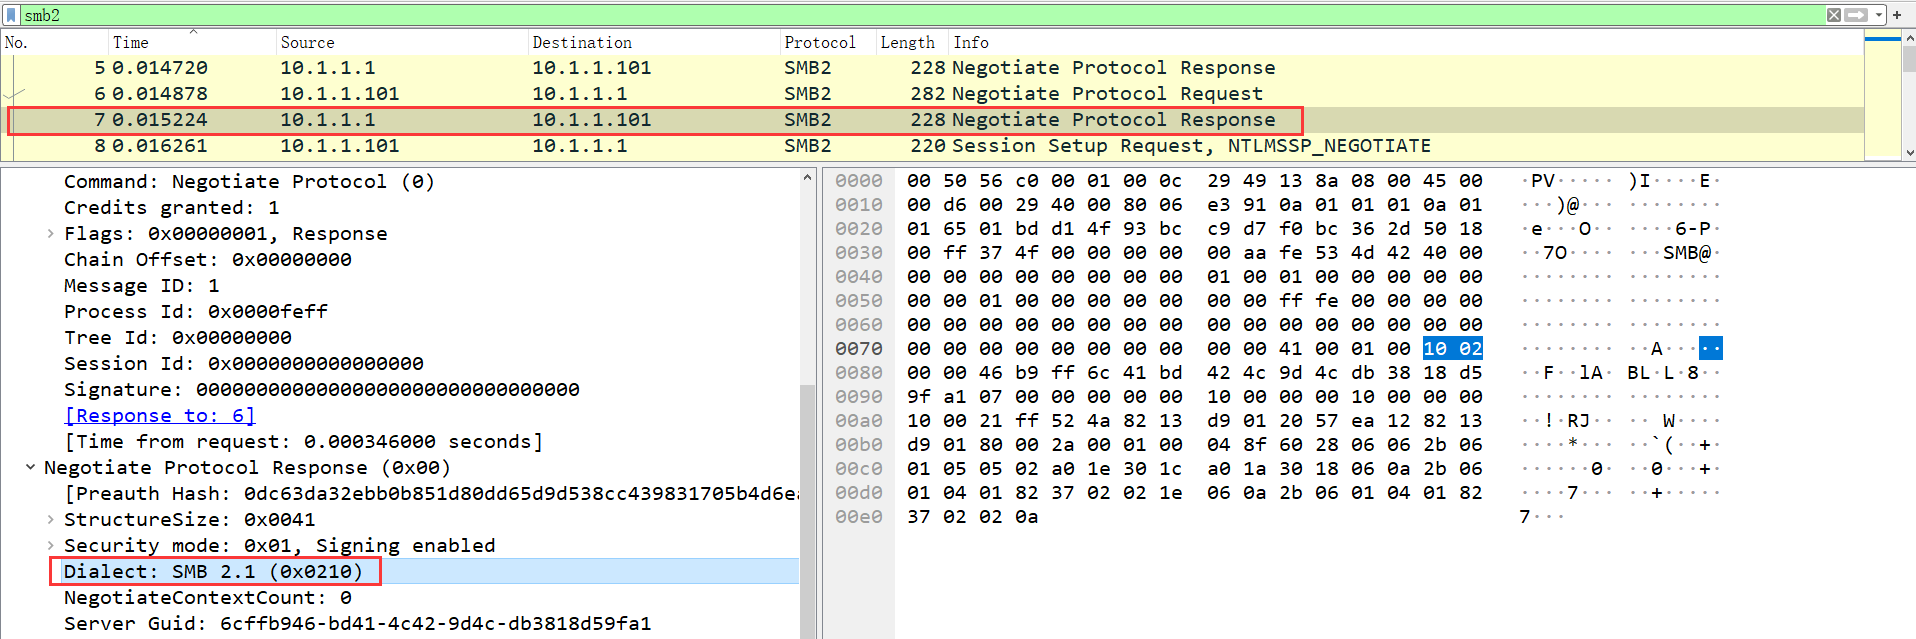 smb2
No. Time Source Destination Protocol Length Info
5 0.014720 10.1.1.1 10.1.1.101 SMB2 228 Negotiate Protocol Response
6 0.014878 10.1.1.101 10.1.1.1 SMB2 282 Negotiate Protocol Request
7 0.015224 10.1.1.1 10.1.1.101 SMB2 228 Negotiate Protocol Response
8 0.016261 10.1.1.101 10.1.1.1 SMB2 220 Session Setup Request, NTLMSSP_NEGOTIATE
Command: Negotiate Protocol (0)
Credits granted: 1
Flags: 0x00000001, Response
Chain Offset: 0x00000000
Message ID: 1
Process Id: 0x0000feff
Tree Id: 0x00000000
Session Id: 0x0000000000000000
Signature: 00000000000000000000000000000000
[Response to: 6]
[Time from request: 0.000346000 seconds]
Negotiate Protocol Response (0x00)
[Preauth Hash: 0dc63da32ebb0b851d80dd65d9d538cc439831705b4d6ea
StructureSize: 0x0041
Security mode: 0x01, Signing enabled
Dialect: SMB 2.1 (0x0210)
NegotiateContextCount: 0
Server Guid: 6cffb946-bd41-4c42-9d4c-db3818d59fa1
0000 00 50 56 c0 00 01 00 0c 29 49 13 8a 08 00 45 00 ·PV····· )I····E·
0010 00 d6 00 29 40 00 80 06 e3 91 0a 01 01 01 0a 01 ···)@··· ········
0020 01 65 01 bd d1 4f 93 bc c9 d7 f0 bc 36 2d 50 18 ·e···O·· ····6-P·
0030 00 ff 37 4f 00 00 00 00 00 aa fe 53 4d 42 40 00 ··7O···· ···SMB@·
0040 00 00 00 00 00 00 00 00 01 00 01 00 00 00 00 00 ········ ········
0050 00 00 01 00 00 00 00 00 00 00 ff fe 00 00 00 00 ········ ········
0060 00 00 00 00 00 00 00 00 00 00 00 00 00 00 00 00 ········ ········
0070 00 00 00 00 00 00 00 00 00 00 41 00 01 00 10 02 ········ ··A·····
0080 00 00 46 b9 ff 6c 41 bd 42 4c 9d 4c db 38 18 d5 ··F··lA· BL·L·8··
0090 9f a1 07 00 00 00 00 00 10 00 00 00 10 00 00 00 ········ ········
00a0 10 00 21 ff 52 4a 82 13 d9 01 20 57 ea 12 82 13 ··!·RJ·· ·· W····
00b0 d9 01 80 00 2a 00 01 00 04 8f 60 28 06 06 2b 06 ····*··· ··`(··+·
00c0 01 05 05 02 a0 1e 30 1c a0 1a 30 18 06 0a 2b 06 ······0· ··0···+·
00d0 01 04 01 82 37 02 02 1e 06 0a 2b 06 01 04 01 82 ····7··· ··+·····
00e0 37 02 02 0a 7···